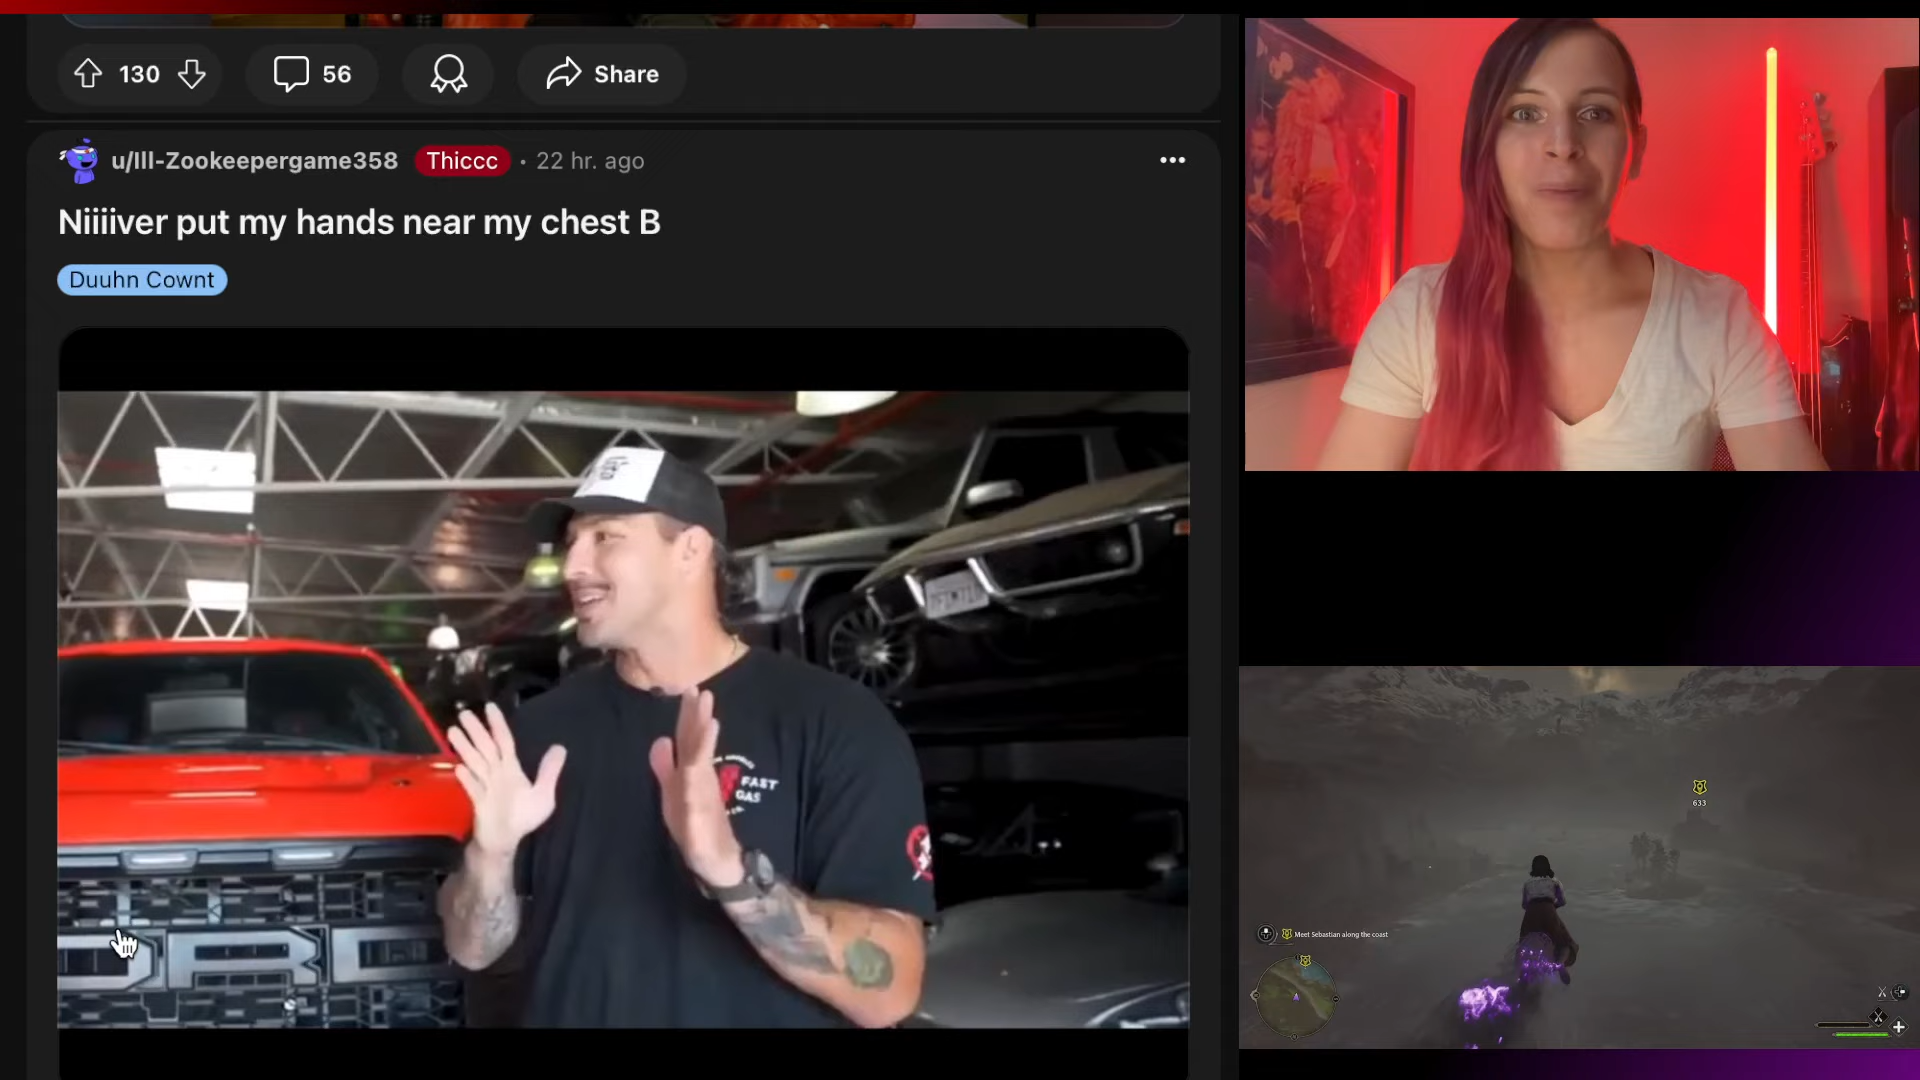 130
56
Share
u/Ill-Zookeepergame358 Thiccc • 22 hr. ago
Niiiiver put my hands near my chest B
Duuhn Cownt
FAST
GAS
633
Meet Sebastian along the coast